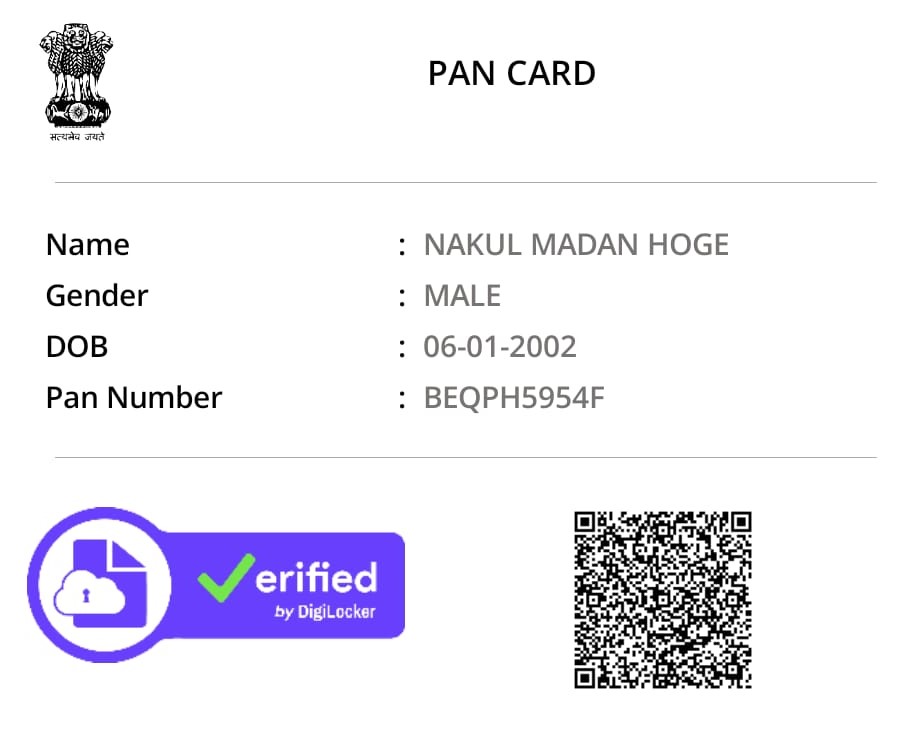 सत्यमेव जयते
PAN CARD
Name : NAKUL MADAN HOGE
Gender : MALE
DOB : 06-01-2002
Pan Number : BEQPH5954F
erified
by DigiLocker